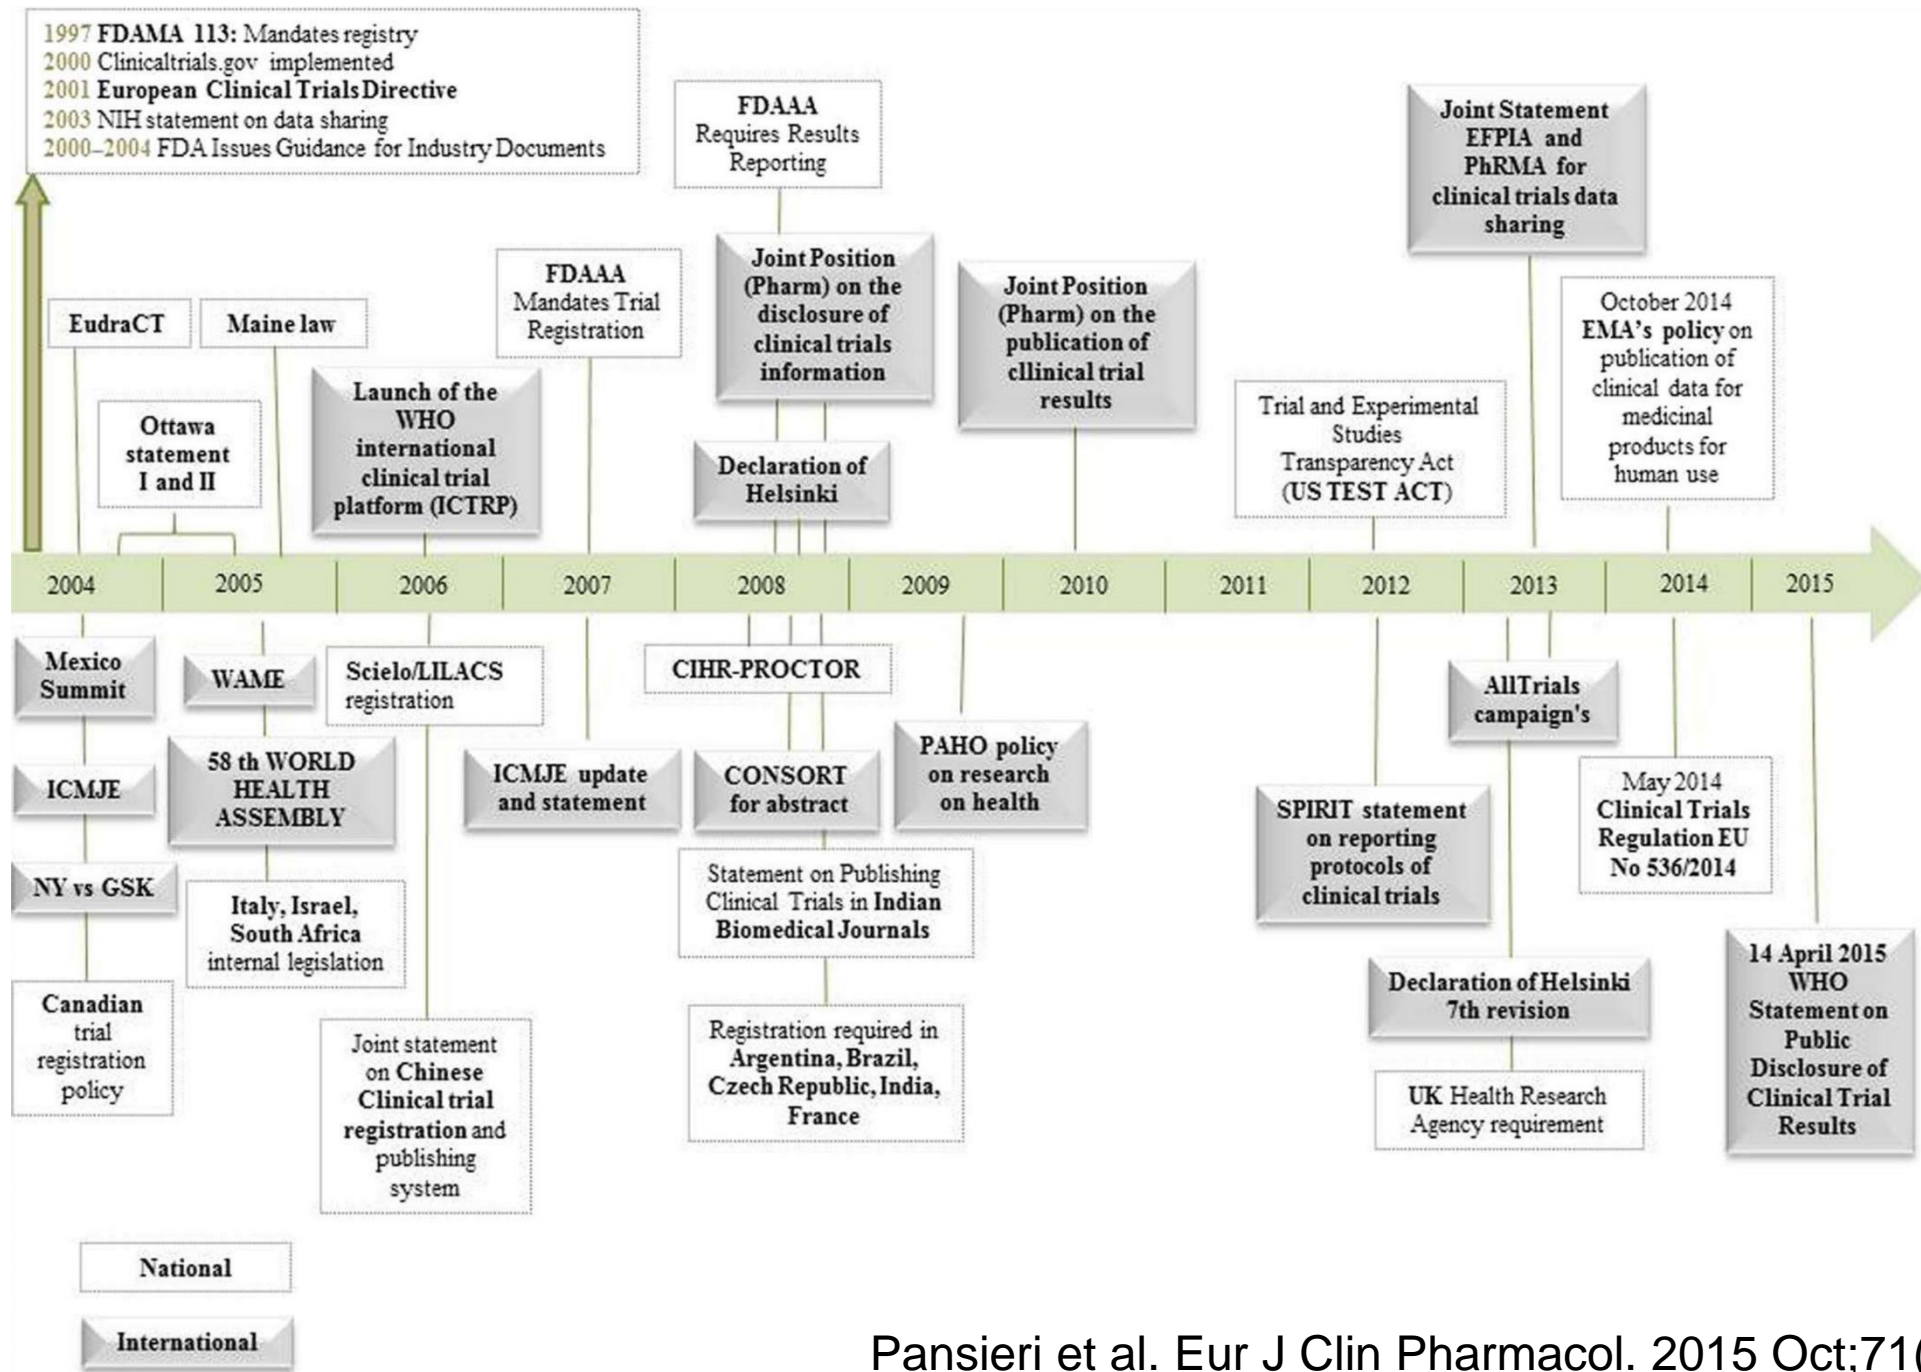 1997 FDAMA 113: Mandates registry
2000 Clinicaltrials.gov implemented
2001 European Clinical Trials Directive
2003 NIH statement on data sharing
2000–2004 FDA Issues Guidance for Industry Documents
FDAAA
Requires Results
Reporting
Joint Statement
EFPIA and
PhRMA for
clinical trials data
sharing
EudraCT
Maine law
FDAAA
Mandates Trial
Registration
Joint Position
(Pharm) on the
disclosure of
clinical trials
information
Joint Position
(Pharm) on the
publication of
cllinical trial
results
October 2014
EMA's policy on
publication of
clinical data for
medicinal
products for
human use
Ottawa
statement
I and II
Launch of the
WHO
international
clinical trial
platform (ICTRP)
Declaration of
Helsinki
Trial and Experimental
Studies
Transparency Act
(US TEST ACT)
2004
2005
2006
2007
2008
2009
2010
2011
2012
2013
2014
2015
Mexico
Summit
WAME
Scielo/LILACS
registration
CIHR-PROCTOR
AllTrials
campaign's
ICMJE
58 th WORLD
HEALTH
ASSEMBLY
ICMJE update
and statement
CONSORT
for abstract
PAHO policy
on research
on health
SPIRIT statement
on reporting
protocols of
clinical trials
May 2014
Clinical Trials
Regulation EU
No 536/2014
NY vs GSK
Italy, Israel,
South Africa
internal legislation
Statement on Publishing
Clinical Trials in Indian
Biomedical Journals
Declaration of Helsinki
7th revision
14 April 2015
WHO
Statement on
Public
Disclosure of
Clinical Trial
Results
Canadian
trial
registration
policy
Joint statement
on Chinese
Clinical trial
registration and
publishing
system
Registration required in
Argentina, Brazil,
Czech Republic, India,
France
UK Health Research
Agency requirement
National
International
Pansieri et al. Eur J Clin Pharmacol. 2015 Oct;71(